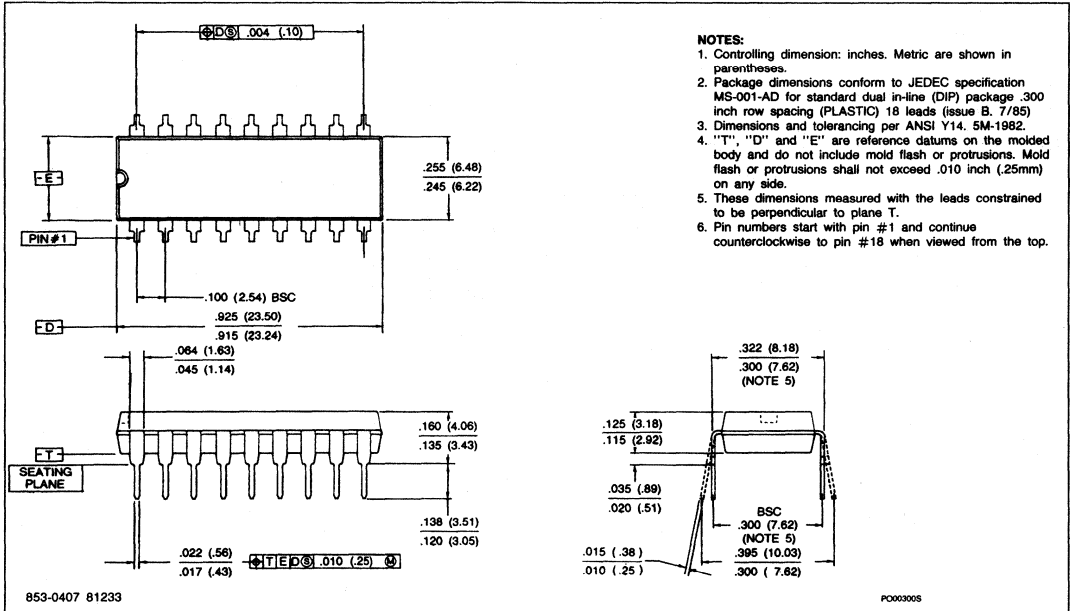 ⌖ D Ⓢ .004 (.10)
NOTES:
1. Controlling dimension: inches. Metric are shown in
parentheses.
2. Package dimensions conform to JEDEC specification
MS-001-AD for standard dual in-line (DIP) package .300
inch row spacing (PLASTIC) 18 leads (issue B. 7/85)
3. Dimensions and tolerancing per ANSI Y14. 5M-1982.
4. "T", "D" and "E" are reference datums on the molded
body and do not include mold flash or protrusions. Mold
flash or protrusions shall not exceed .010 inch (.25mm)
on any side.
5. These dimensions measured with the leads constrained
to be perpendicular to plane T.
6. Pin numbers start with pin #1 and continue
counterclockwise to pin #18 when viewed from the top.
-E-
.255 (6.48)
.245 (6.22)
PIN #1
.100 (2.54) BSC
-D-
.925 (23.50)
.915 (23.24)
.064 (1.63)
.045 (1.14)
.160 (4.06)
.135 (3.43)
-T-
SEATING
PLANE
.138 (3.51)
.120 (3.05)
.022 (.56)
.017 (.43)
⌖ T E D Ⓢ .010 (.25) Ⓜ
.322 (8.18)
.300 (7.62)
(NOTE 5)
.125 (3.18)
.115 (2.92)
.035 (.89)
.020 (.51)
BSC
.300 (7.62)
(NOTE 5)
.015 ( .38 )
.010 ( .25 )
.395 (10.03)
.300 ( 7.62)
853-0407 81233
PO00300S